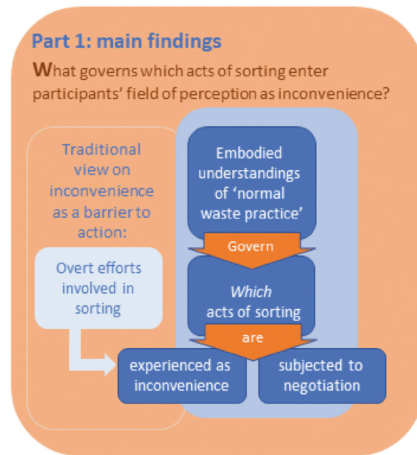 Part 1: main findings
What governs which acts of sorting enter
participants' field of perception as inconvenience?
Traditional
view on
inconvenience
as a barrier to
action:
Overt efforts
involved in
sorting
Embodied
understandings
of 'normal
waste practice'
Govern
Which
acts of sorting
are
experienced as
inconvenience
subjected to
negotiation